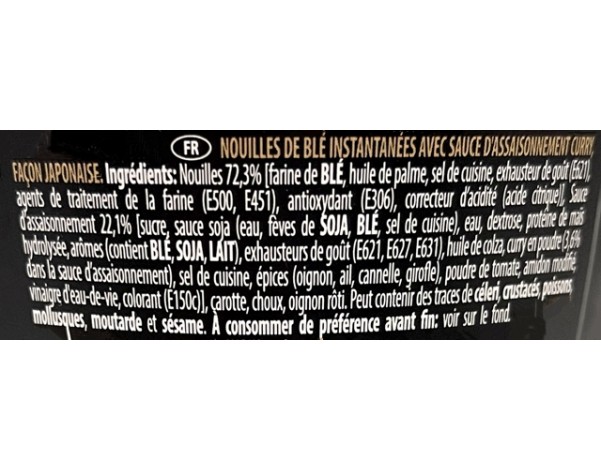 FR NOUILLES DE BLÉ INSTANTANÉES AVEC SAUCE D'ASSAISONNEMENT CURRY
FAÇON JAPONAISE. Ingrédients: Nouilles 72,3% [farine de BLÉ, huile de palme, sel de cuisine, exhausteur de goût (E621),
agents de traitement de la farine (E500, E451), antioxydant (E306), correcteur d'acidité (acide citrique)], Sauce
d'assaisonnement 22,1% [sucre, sauce soja (eau, fèves de SOJA, BLÉ, sel de cuisine), eau, dextrose, protéine de maïs
hydrolysée, arômes (contient BLÉ, SOJA, LAIT), exhausteurs de goût (E621, E627, E631), huile de colza, curry en poudre (3,6%
dans la sauce d'assaisonnement), sel de cuisine, épices (oignon, ail, cannelle, girofle), poudre de tomate, amidon modifié,
vinaigre d'eau-de-vie, colorant (E150c)], carotte, choux, oignon rôti. Peut contenir des traces de céleri, crustacés, poissons,
mollusques, moutarde et sésame. À consommer de préférence avant fin: voir sur le fond.